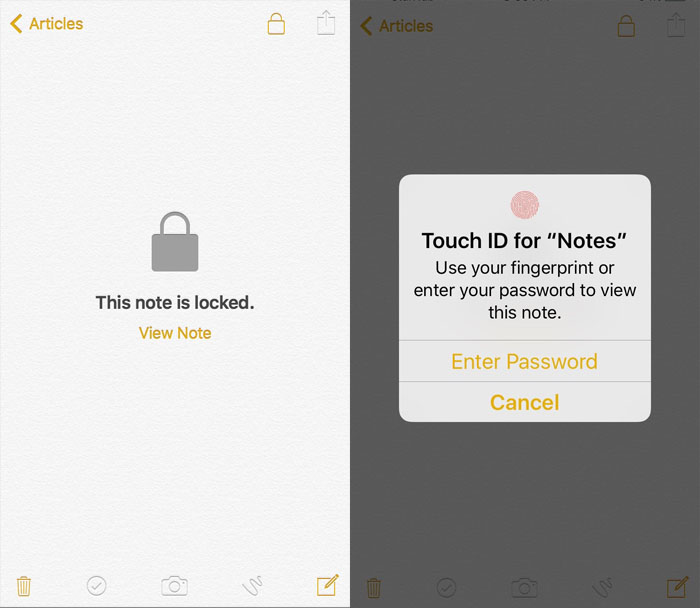 Articles
This note is locked.
View Note
Articles
Touch ID for “Notes”
Use your fingerprint or
enter your password to view
this note.
Enter Password
Cancel